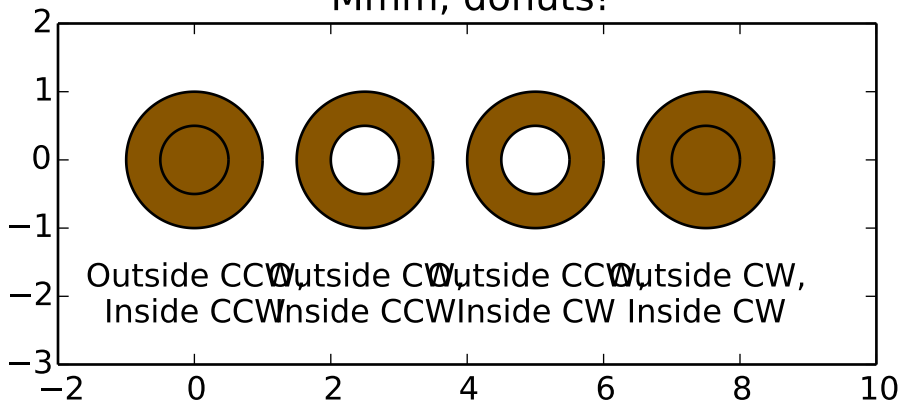 Mmm, donuts!
2
1
0
−1
−2
−3
Outside CCW,
Inside CCW
Outside CW,
Inside CCW
Outside CCW,
Inside CW
Outside CW,
Inside CW
−2 0 2 4 6 8 10